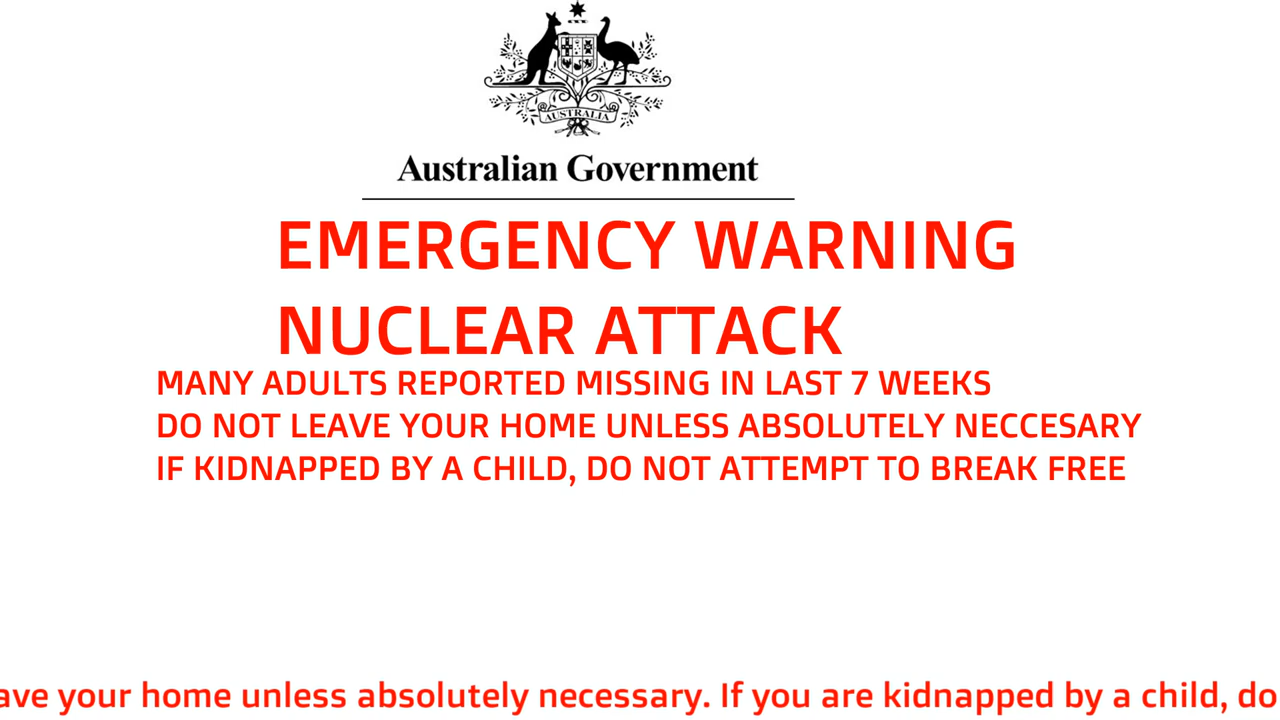 AUSTRALIA
Australian Government
EMERGENCY WARNING
NUCLEAR ATTACK
MANY ADULTS REPORTED MISSING IN LAST 7 WEEKS
DO NOT LEAVE YOUR HOME UNLESS ABSOLUTELY NECCESARY
IF KIDNAPPED BY A CHILD, DO NOT ATTEMPT TO BREAK FREE
ave your home unless absolutely necessary. If you are kidnapped by a child, do